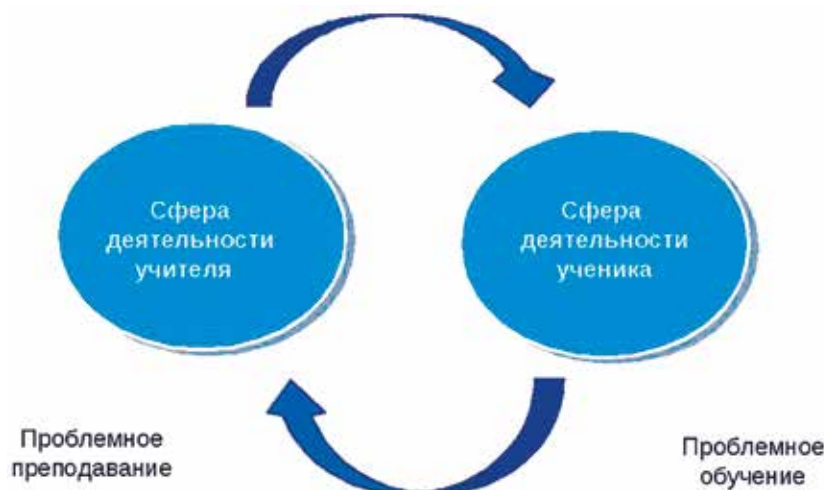 Сфера
деятельности
учителя
Сфера
деятельности
ученика
Проблемное
преподавание
Проблемное
обучение